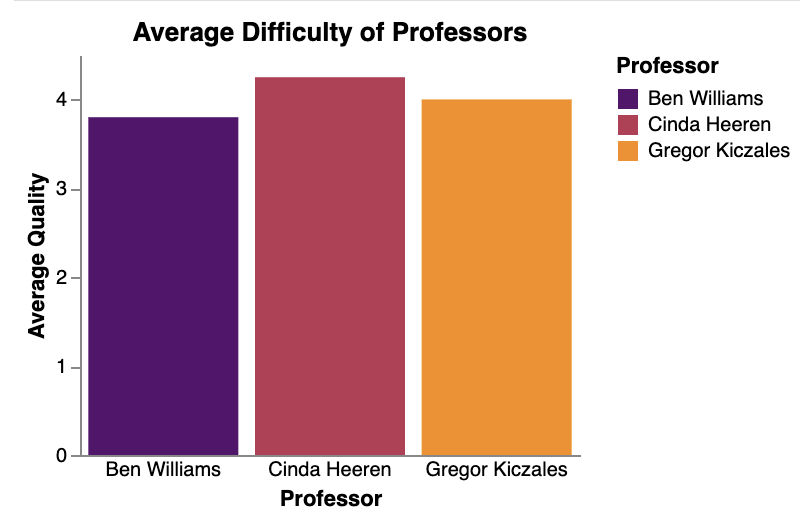 Average Difficulty of Professors
Professor
Ben Williams
Cinda Heeren
Gregor Kiczales
Average Quality
4
3
2
1
0
Ben Williams Cinda Heeren Gregor Kiczales
Professor